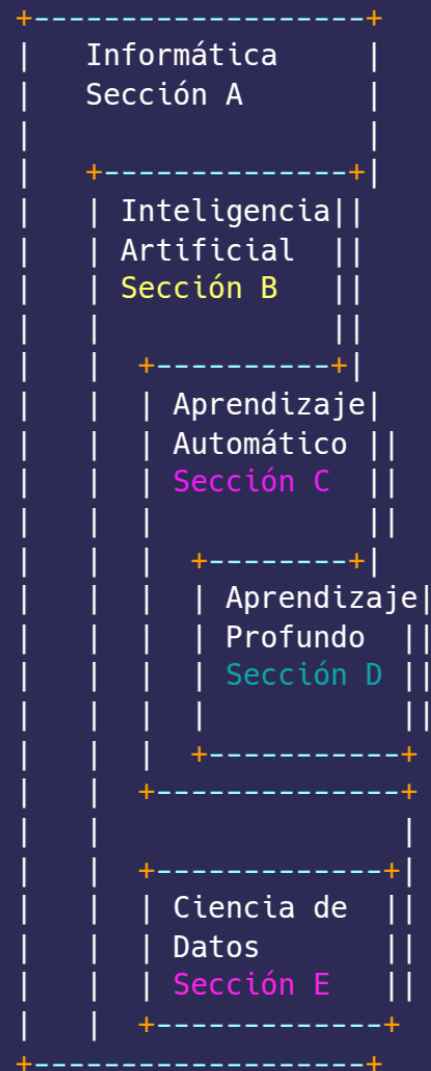 Informática
Sección A
Inteligencia
Artificial
Sección B
Aprendizaje
Automático
Sección C
Aprendizaje
Profundo
Sección D
Ciencia de
Datos
Sección E